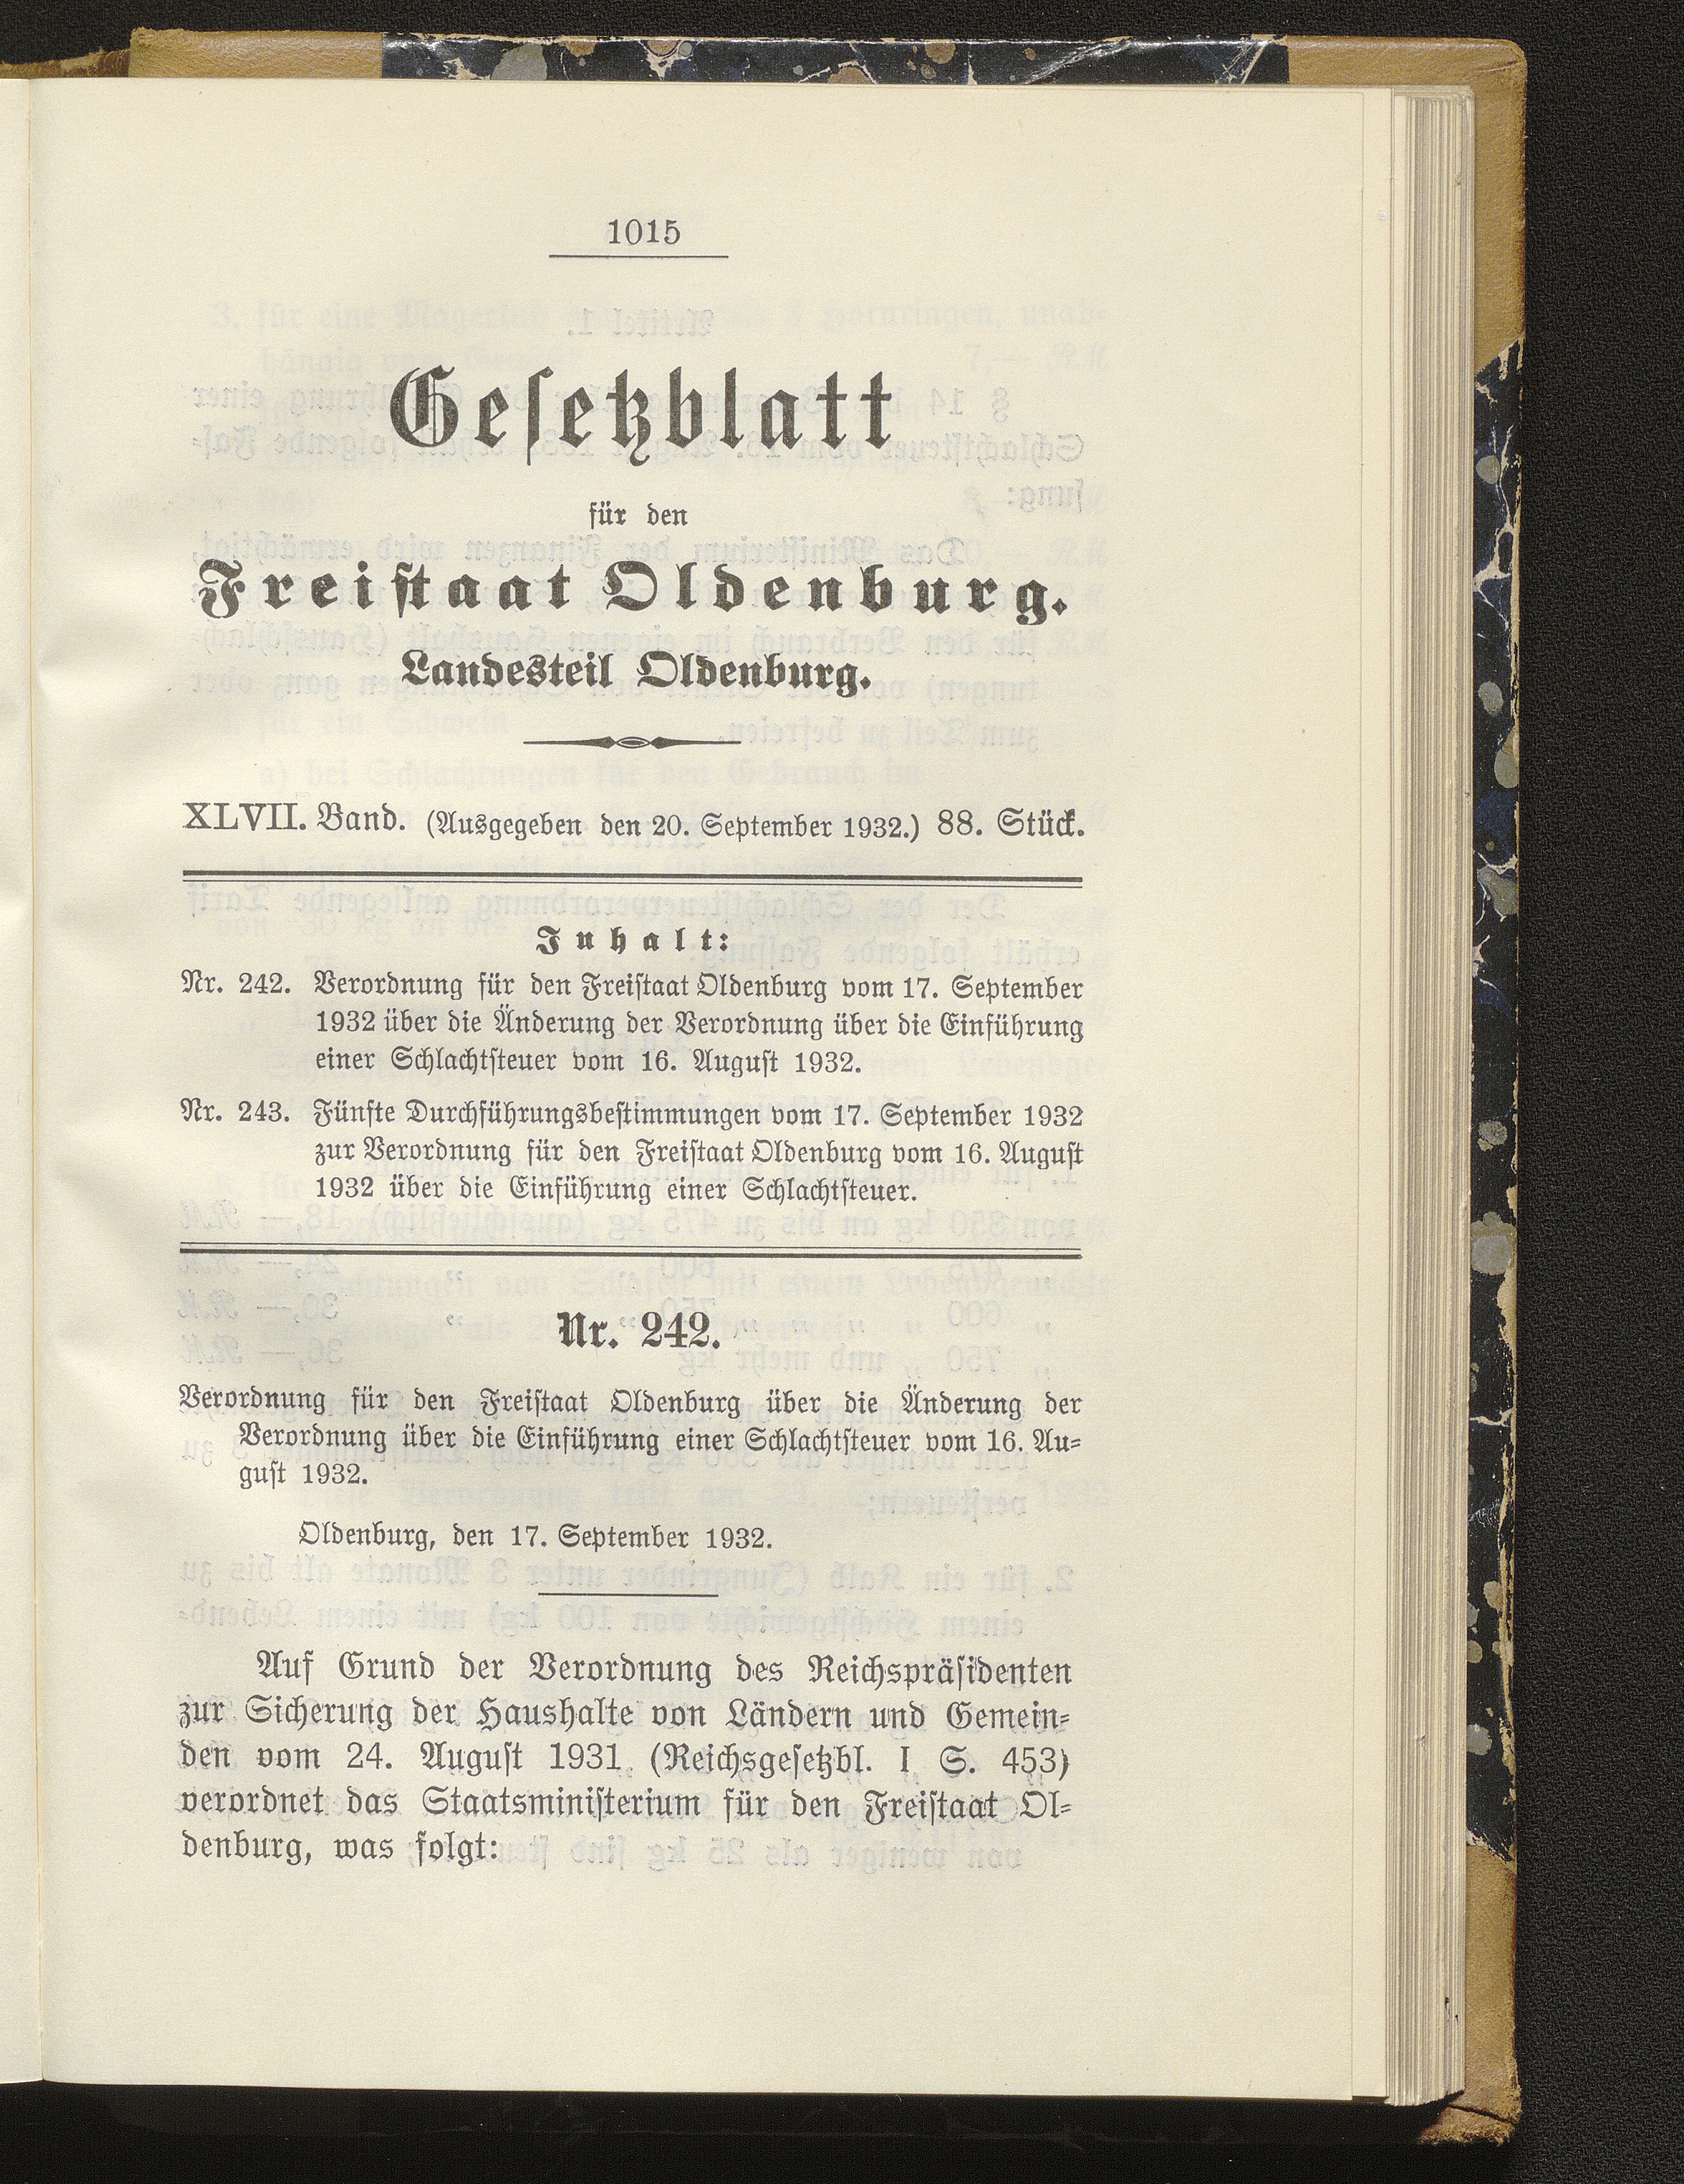 1015
Gesetzblatt
für den
Freistaat Oldenburg.
Landesteil Oldenburg.
XLVII. Band. (Ausgegeben den 20. September 1932.) 88. Stück.
Inhalt:
Nr. 242. Verordnung für den Freistaat Oldenburg vom 17. September
1932 über die Änderung der Verordnung über die Einführung
einer Schlachtsteuer vom 16. August 1932.
Nr. 243. Fünfte Durchführungsbestimmungen vom 17. September 1932
zur Verordnung für den Freistaat Oldenburg vom 16. August
1932 über die Einführung einer Schlachtsteuer.
Nr. 242.
Verordnung für den Freistaat Oldenburg über die Änderung der
Verordnung über die Einführung einer Schlachtsteuer vom 16. Au-
gust 1932.
Oldenburg, den 17. September 1932.
Auf Grund der Verordnung des Reichspräsidenten
zur Sicherung der Haushalte von Ländern und Gemein-
den vom 24. August 1931 (Reichsgesetzbl. I S. 453)
verordnet das Staatsministerium für den Freistaat Ol-
denburg, was folgt: